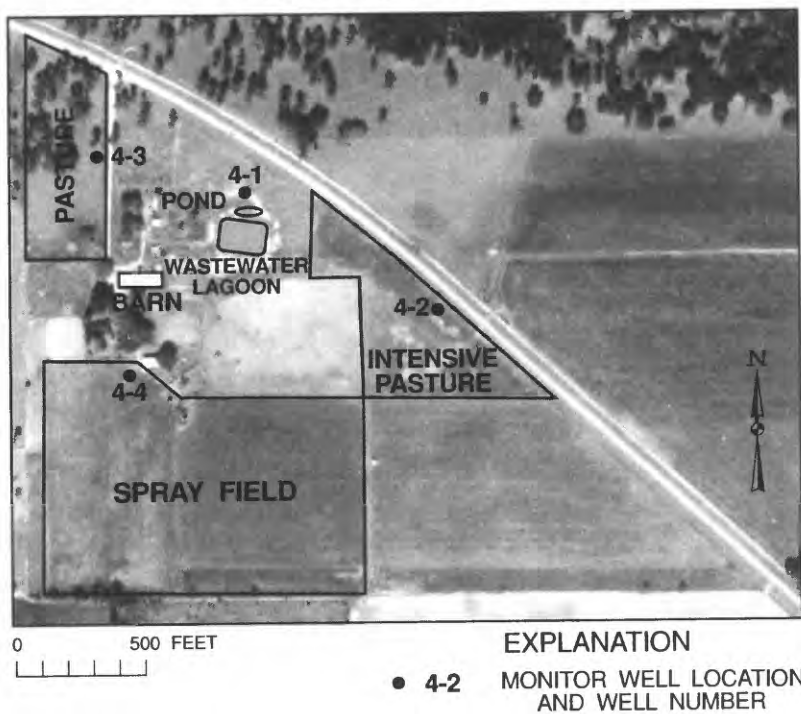 PASTURE
4-3
4-1
POND
WASTEWATER
LAGOON
BARN
4-2
INTENSIVE
PASTURE
4-4
N
SPRAY FIELD
0 500 FEET
EXPLANATION
4-2 MONITOR WELL LOCATION
AND WELL NUMBER